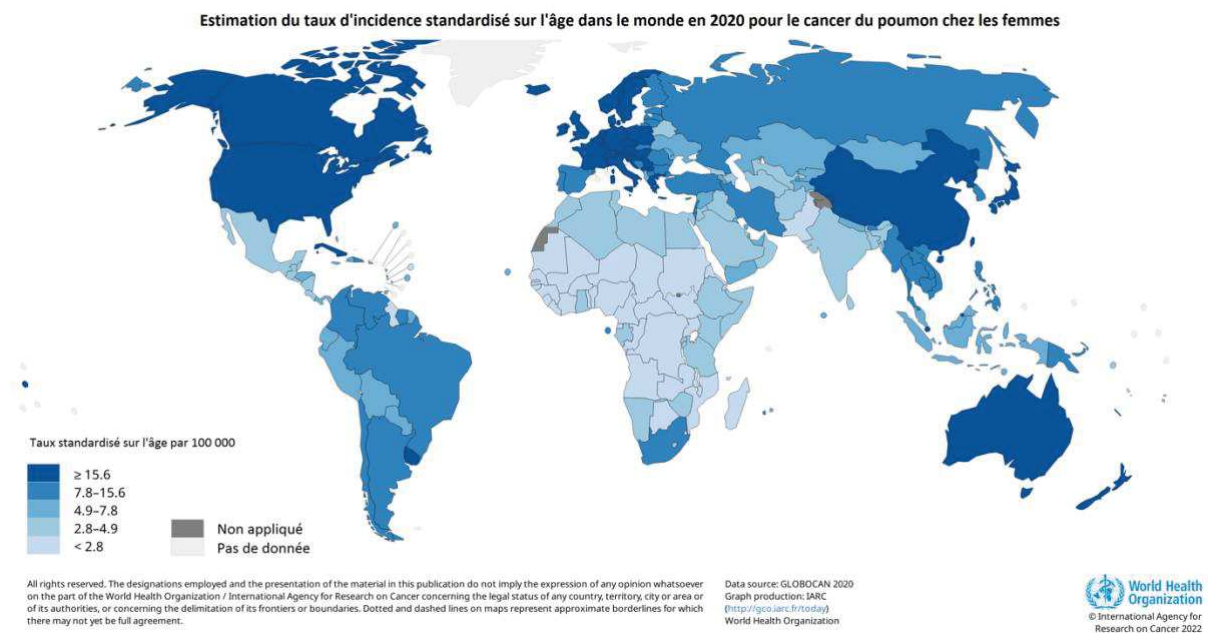 Estimation du taux d'incidence standardisé sur l'âge dans le monde en 2020 pour le cancer du poumon chez les femmes
Taux standardisé sur l'âge par 100 000
≥ 15.6
7.8–15.6
4.9–7.8
2.8–4.9
< 2.8
Non appliqué
Pas de donnée
All rights reserved. The designations employed and the presentation of the material in this publication do not imply the expression of any opinion whatsoever
on the part of the World Health Organization / International Agency for Research on Cancer concerning the legal status of any country, territory, city or area or
of its authorities, or concerning the delimitation of its frontiers or boundaries. Dotted and dashed lines on maps represent approximate borderlines for which
there may not yet be full agreement.
Data source: GLOBOCAN 2020
Graph production: IARC
(http://gco.iarc.fr/today)
World Health Organization
World Health
Organization
© International Agency for
Research on Cancer 2022